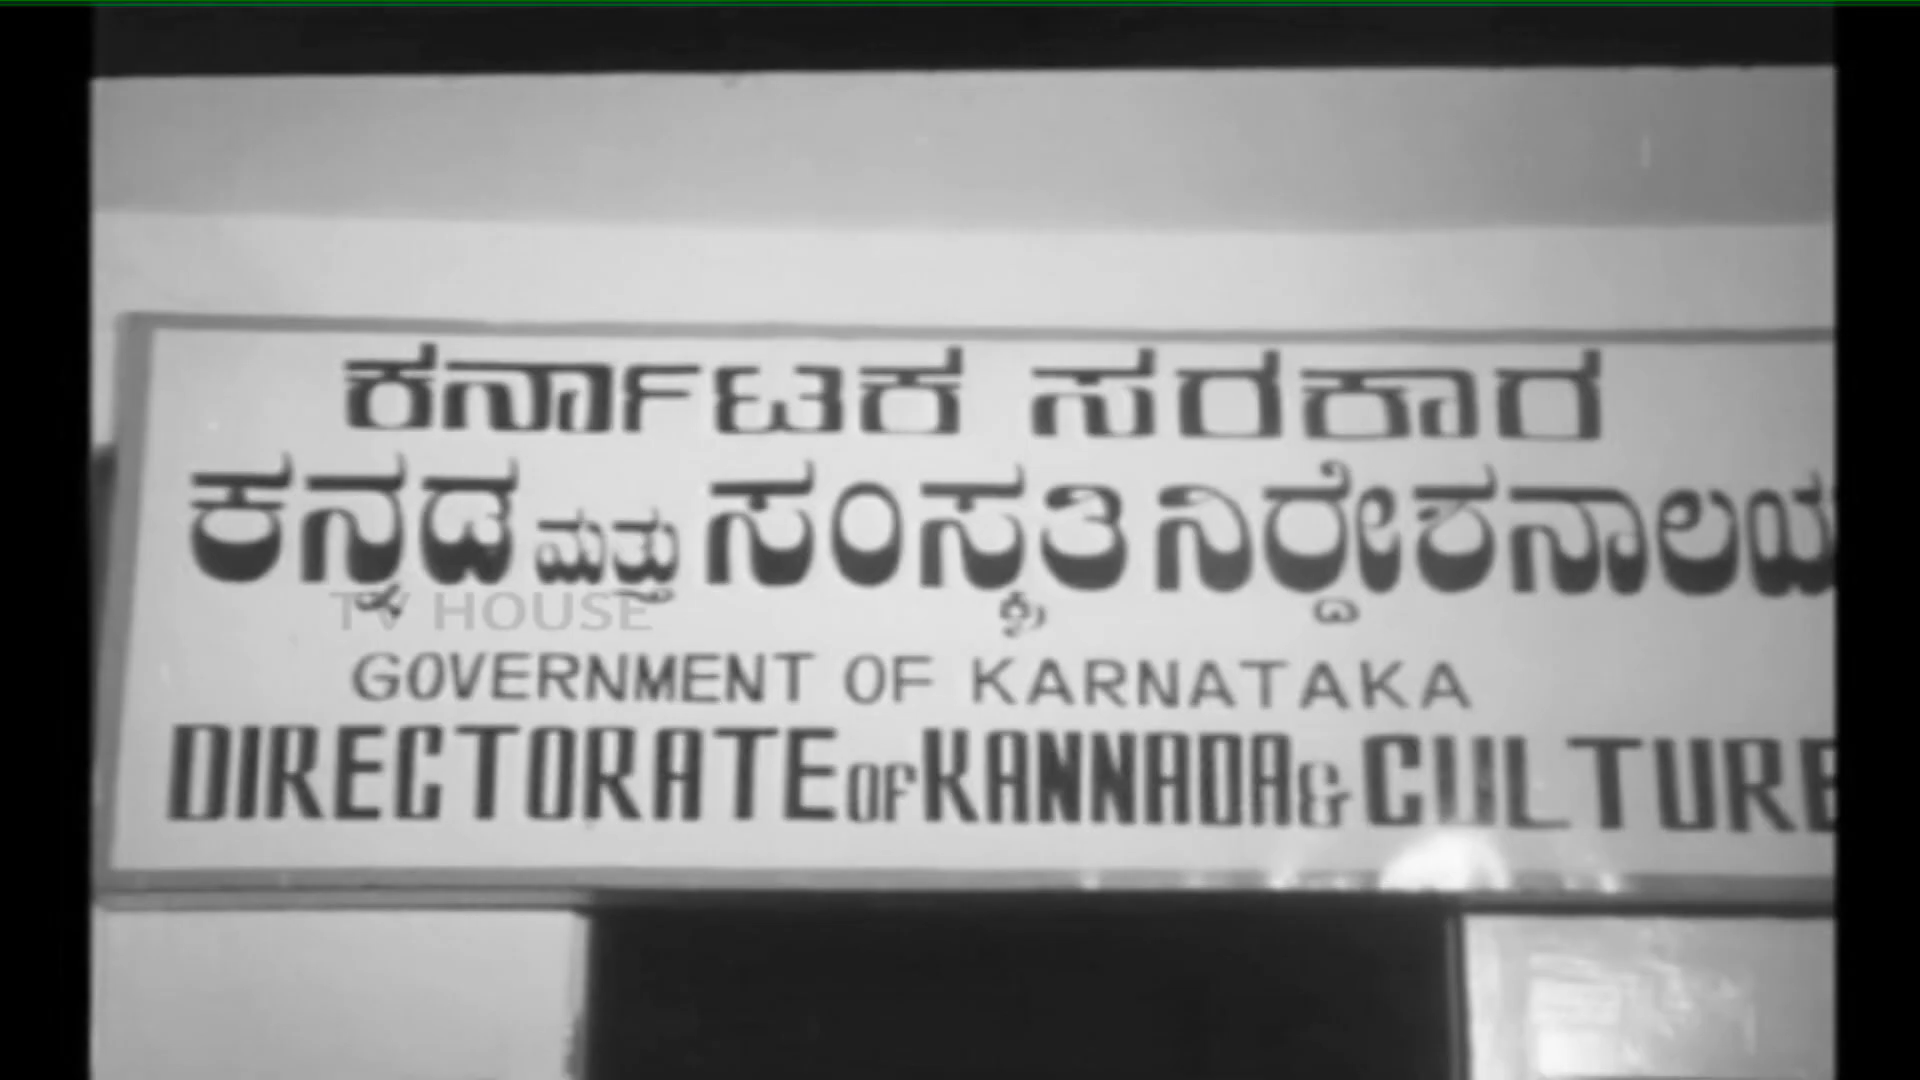 ಕರ್ನಾಟಕ ಸರಕಾರ
ಕನ್ನಡ ಮತ್ತು ಸಂಸ್ಕೃತಿ ನಿರ್ದೇಶನಾಲಯ
TV HOUSE
GOVERNMENT OF KARNATAKA
DIRECTORATE OF KANNADA & CULTURE